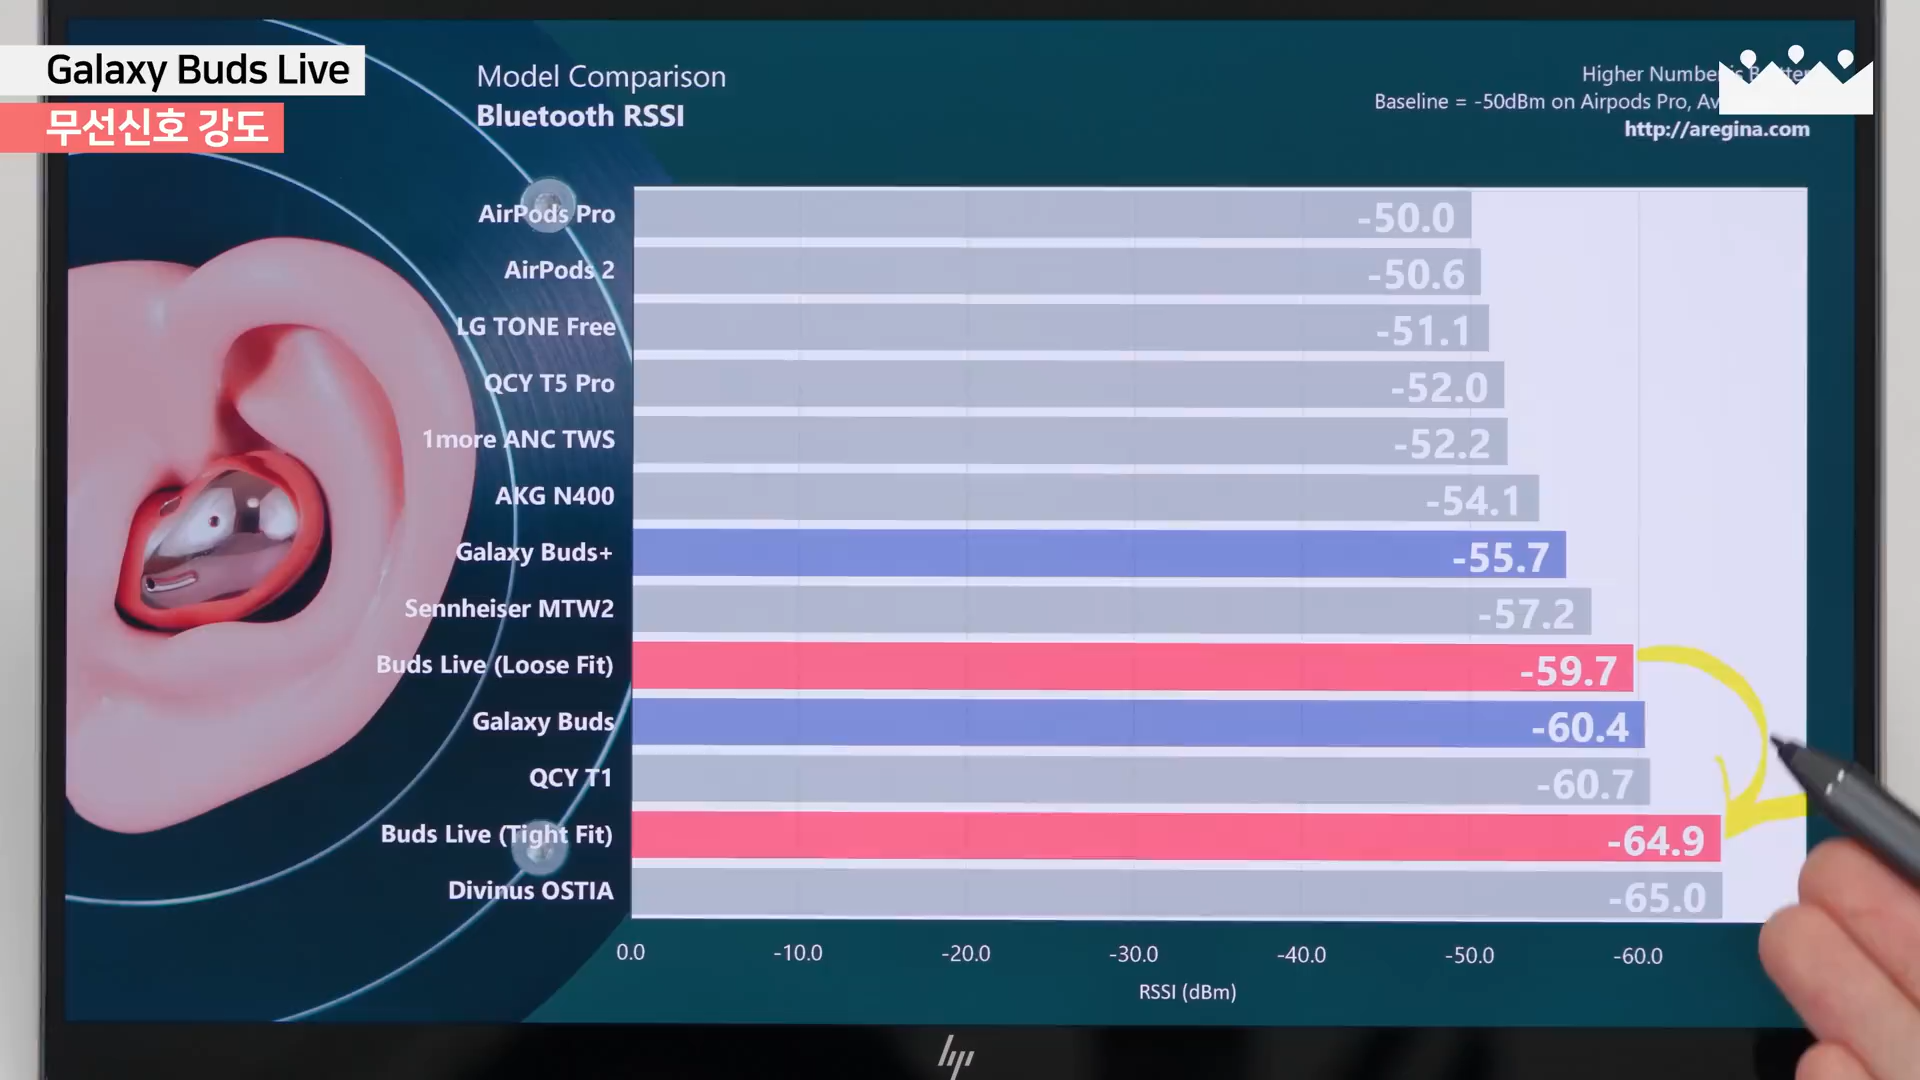 Galaxy Buds Live
무선신호 강도
Model Comparison
Bluetooth RSSI
Higher Number is
Baseline = -50dBm on Airpods Pro,
http://aregina.com
AirPods Pro -50.0
AirPods 2 -50.6
LG TONE Free -51.1
QCY T5 Pro -52.0
1more ANC TWS -52.2
AKG N400 -54.1
Galaxy Buds+ -55.7
Sennheiser MTW2 -57.2
Buds Live (Loose Fit) -59.7
Galaxy Buds -60.4
QCY T1 -60.7
Buds Live (Tight Fit) -64.9
Divinus OSTIA -65.0
0.0 -10.0 -20.0 -30.0 -40.0 -50.0 -60.0
RSSI (dBm)
hp